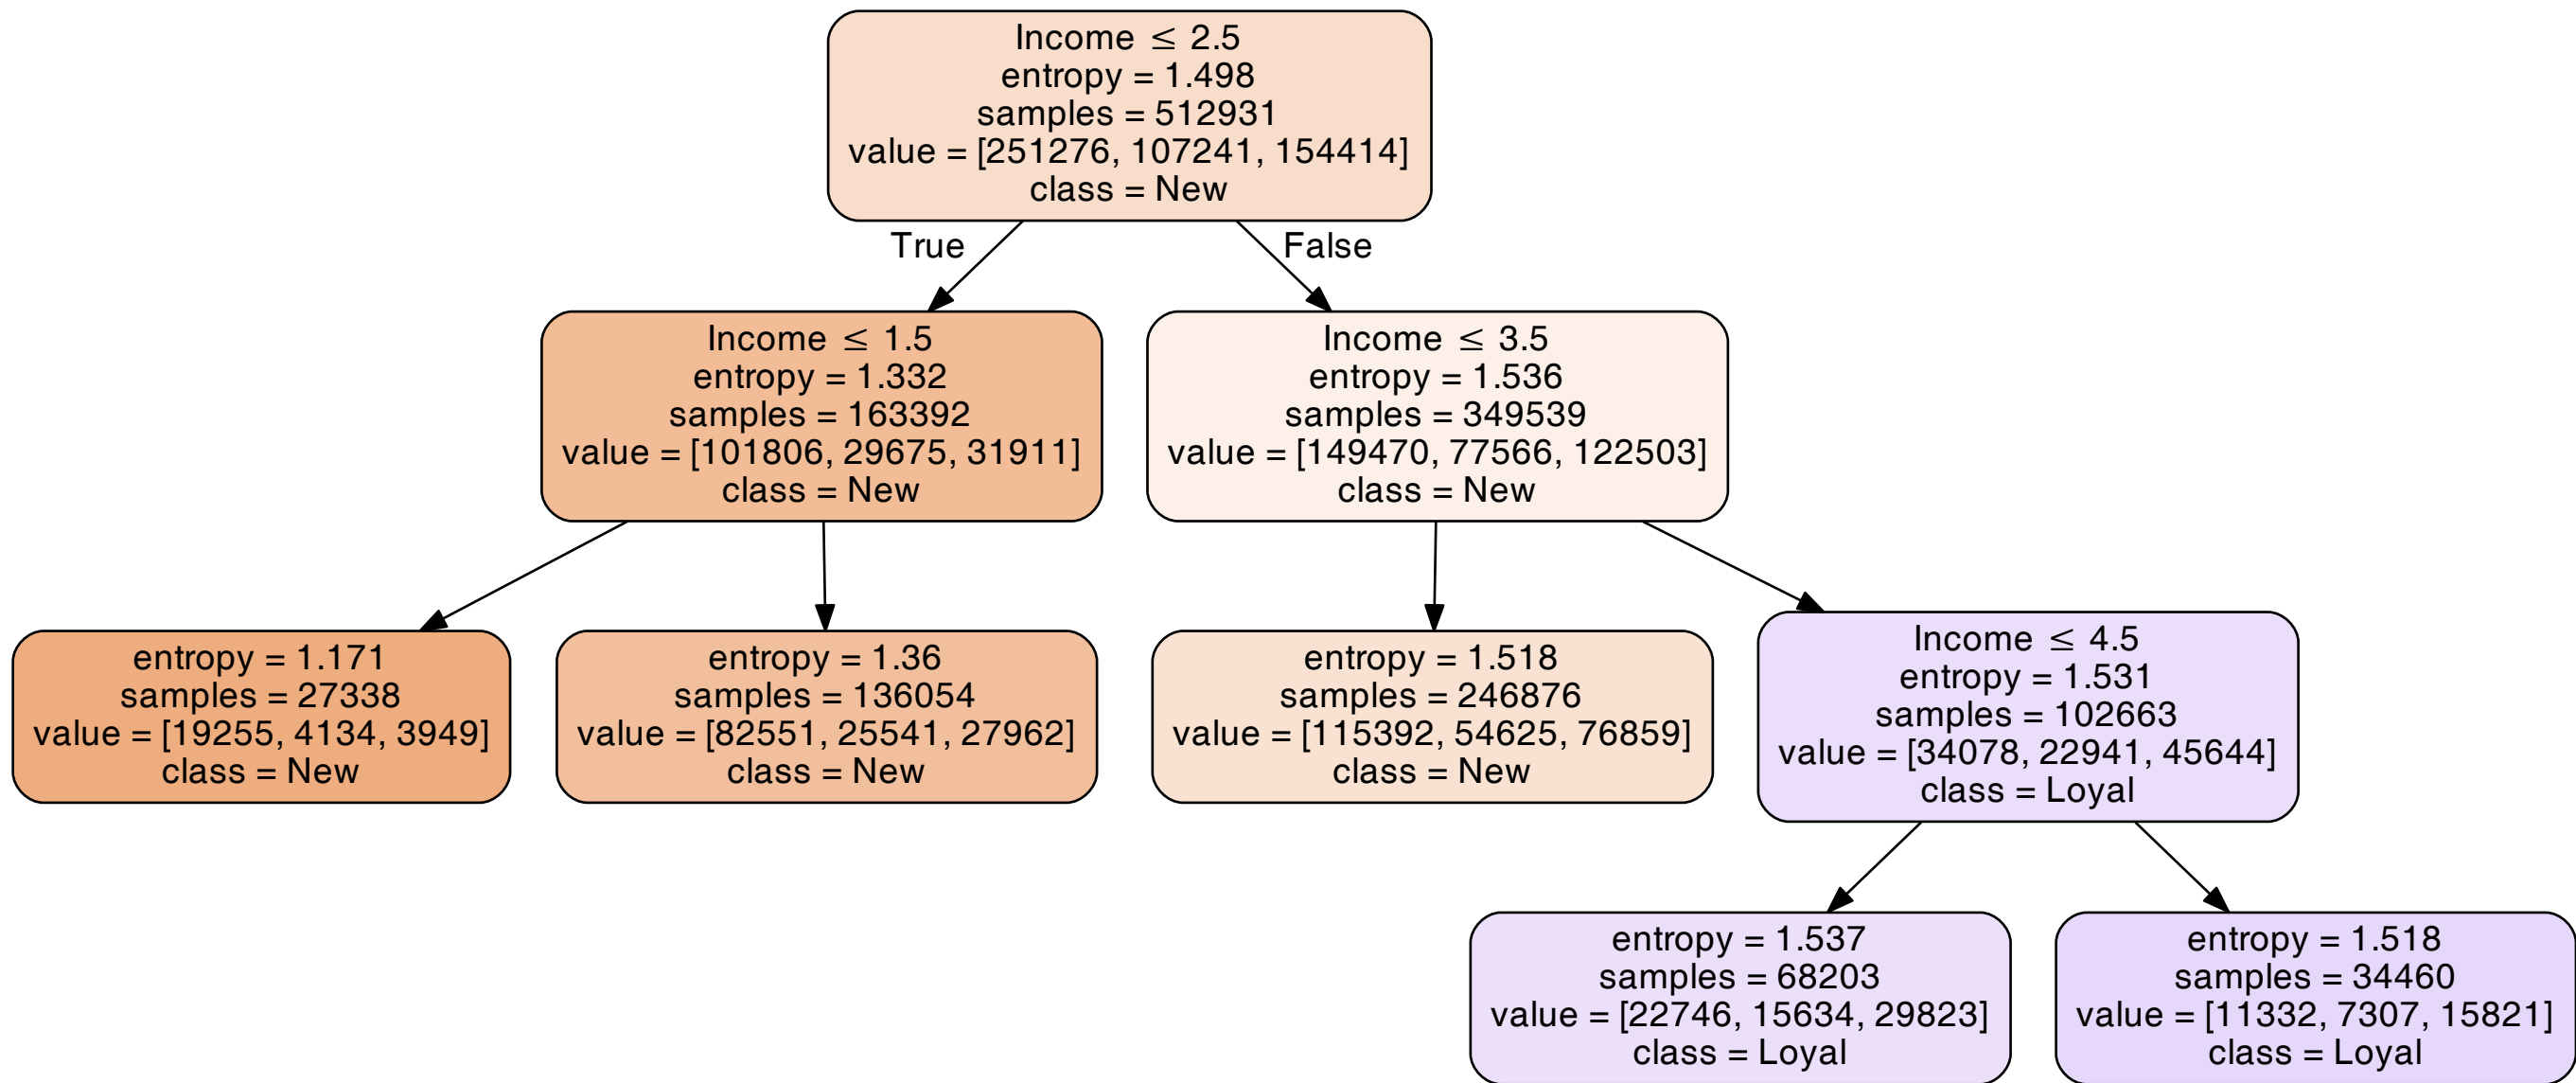 Income ≤ 2.5
entropy = 1.498
samples = 512931
value = [251276, 107241, 154414]
class = New
True
False
Income ≤ 1.5
entropy = 1.332
samples = 163392
value = [101806, 29675, 31911]
class = New
Income ≤ 3.5
entropy = 1.536
samples = 349539
value = [149470, 77566, 122503]
class = New
entropy = 1.171
samples = 27338
value = [19255, 4134, 3949]
class = New
entropy = 1.36
samples = 136054
value = [82551, 25541, 27962]
class = New
entropy = 1.518
samples = 246876
value = [115392, 54625, 76859]
class = New
Income ≤ 4.5
entropy = 1.531
samples = 102663
value = [34078, 22941, 45644]
class = Loyal
entropy = 1.537
samples = 68203
value = [22746, 15634, 29823]
class = Loyal
entropy = 1.518
samples = 34460
value = [11332, 7307, 15821]
class = Loyal